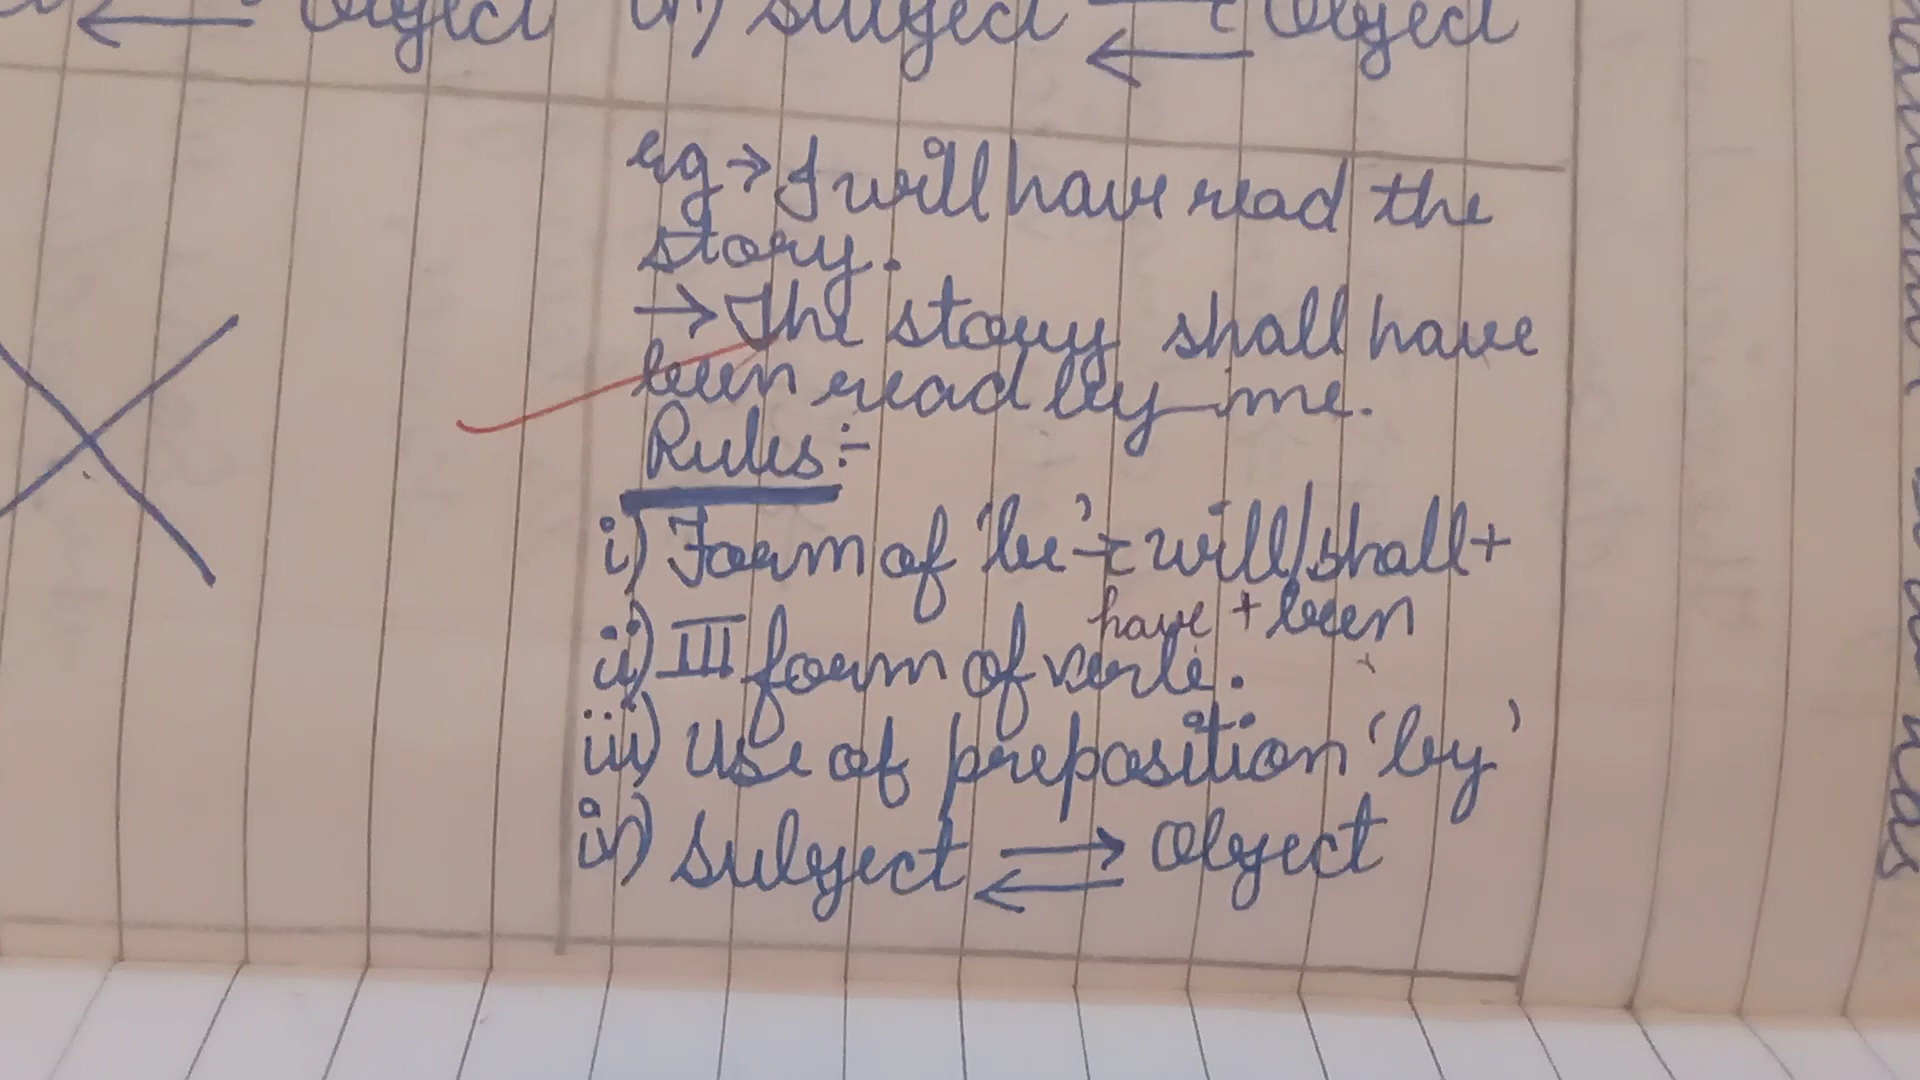 Object iv) Subject ⇄ Object
eg → I will have read the
story.
→ The story shall have
been read by me.
Rules :-
i) Form of 'be' → will/shall +
have + been
ii) III form of verb.
iii) Use of preposition 'by'
iv) Subject ⇄ Object